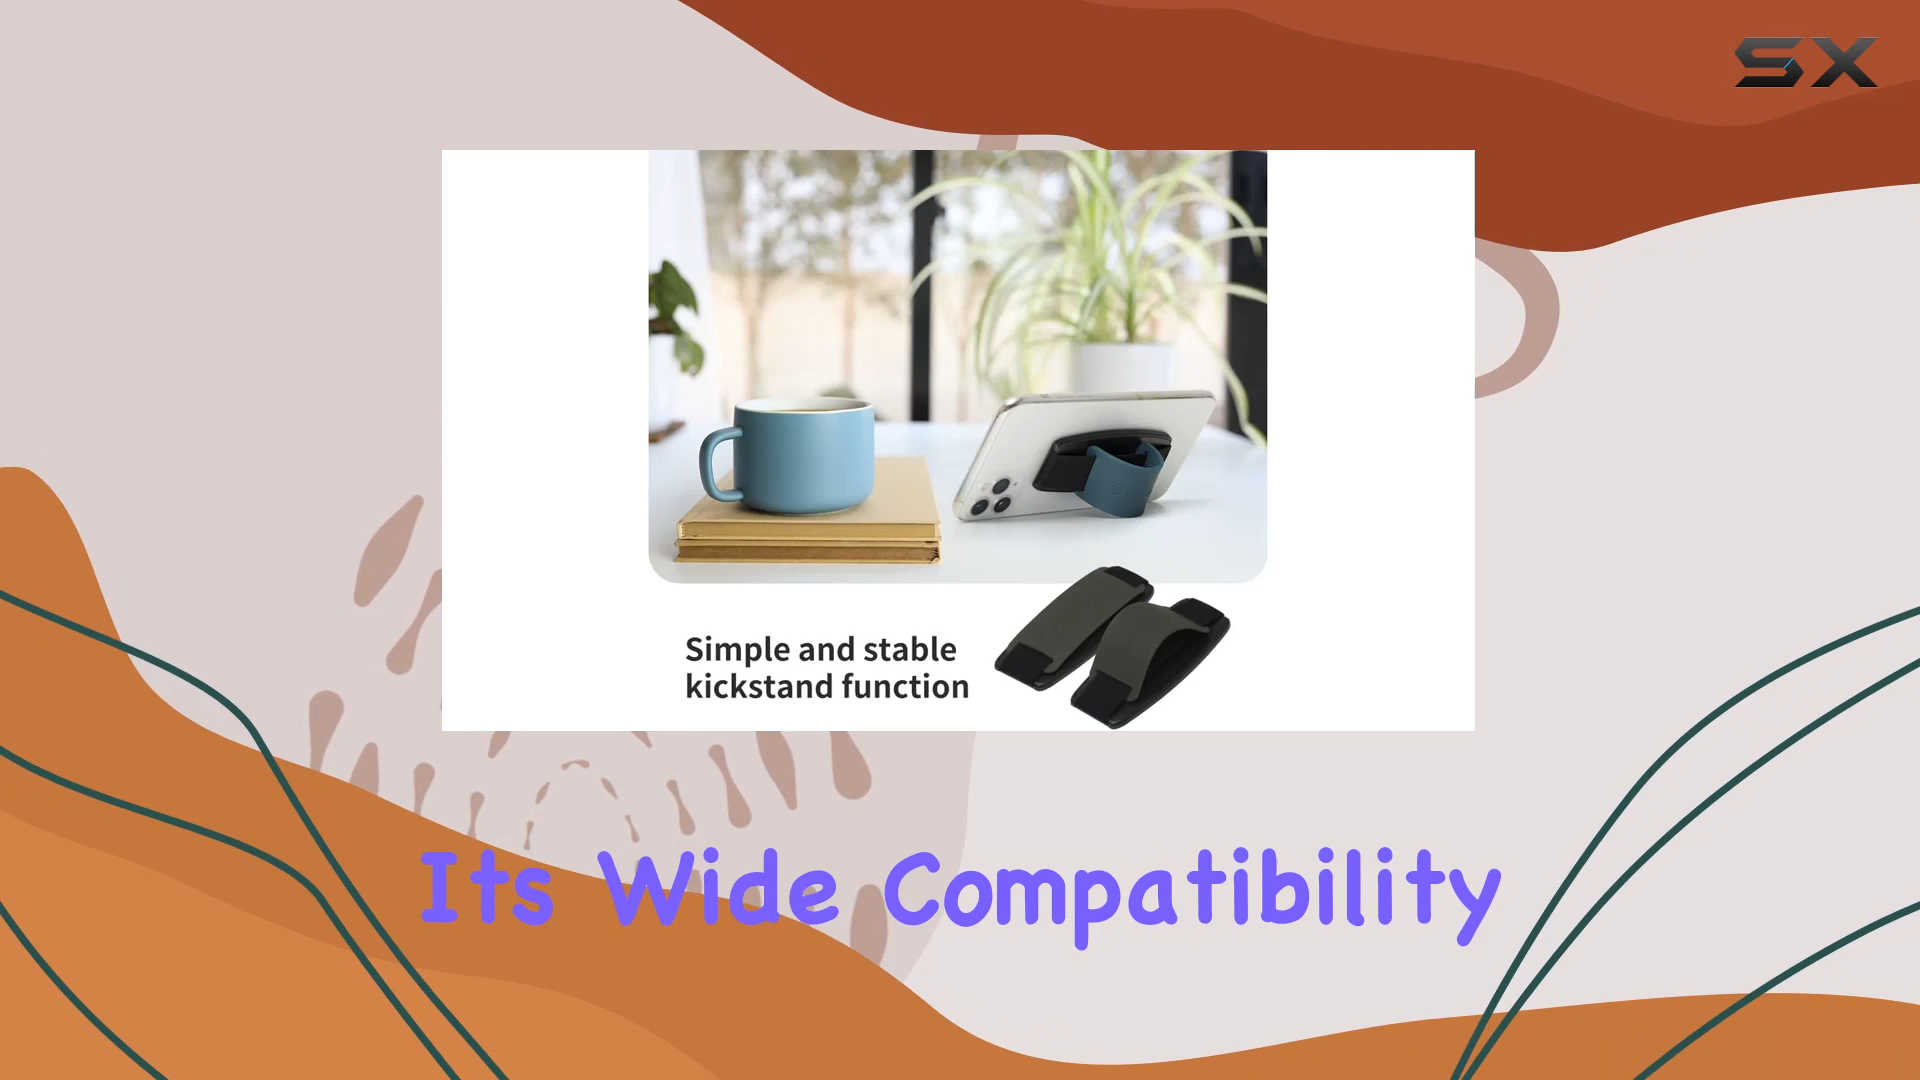 SX
Simple and stable
kickstand function
Its Wide Compatibility